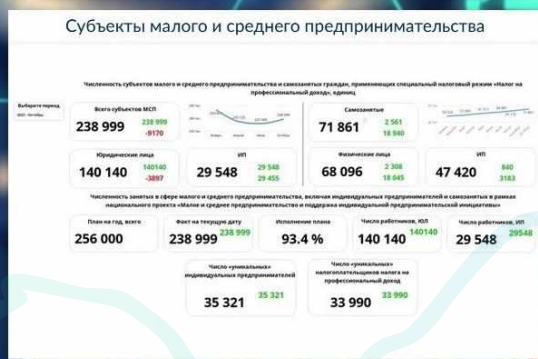 Субъекты малого и среднего предпринимательства
Численность субъектов малого и среднего предпринимательства и самозанятых граждан, применяющих специальный налоговый режим «Налог на
профессиональный доход», единиц
Выберите период
Всего субъектов МСП
238 999
238 999
-9170
Самозанятые
71 861
2 561
18 940
Юридические лица
140 140
140140
-3897
ИП
29 548
29 548
29 455
Физические лица
68 096
2 308
18 045
ИП
47 420
840
3183
Численность занятых в сфере малого и среднего предпринимательства, включая индивидуальных предпринимателей и самозанятых в рамках
национального проекта «Малое и среднее предпринимательство и поддержка индивидуальной предпринимательской инициативы»
План на год, всего
256 000
Факт на текущую дату
238 999
238 999
Исполнение плана
93.4 %
Число работников, ЮЛ
140 140
140140
Число работников, ИП
29 548
29548
Число «уникальных»
индивидуальных предпринимателей
35 321
35 321
Число «уникальных»
налогоплательщиков налога на
профессиональный доход
33 990
33 990